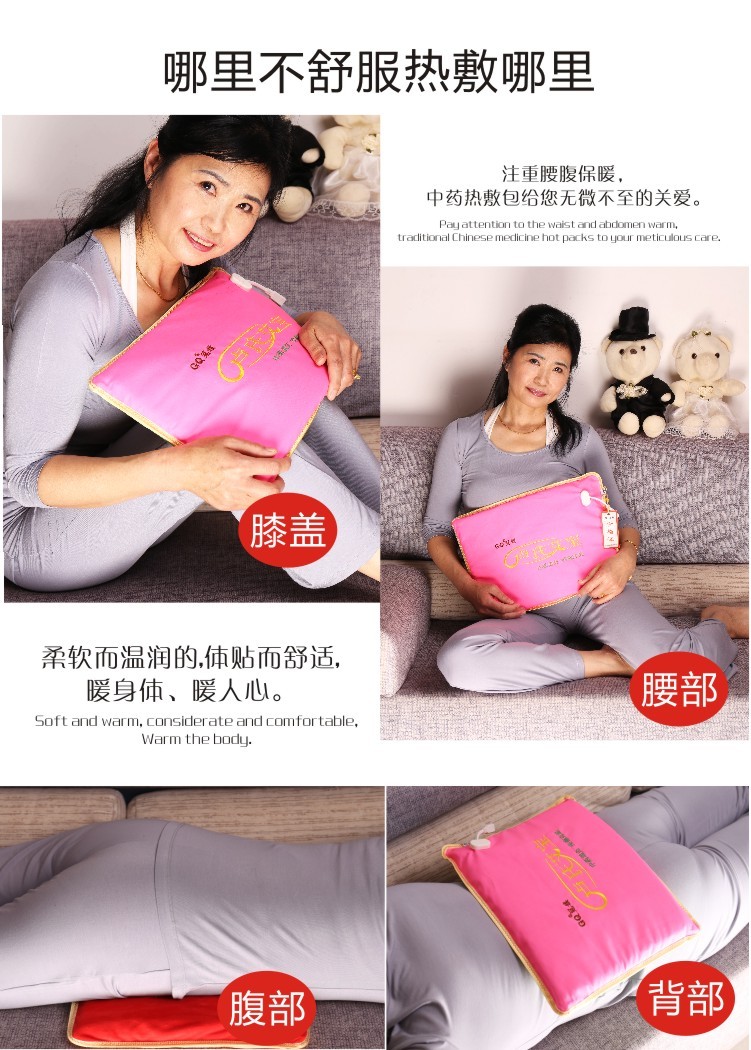 哪里不舒服热敷哪里
注重腰腹保暖，
中药热敷包给您无微不至的关爱。
Pay attention to the waist and abdomen warm,
traditional Chinese medicine hot packs to your meticulous care.
GQ
膝盖
GQ
腰部
柔软而温润的,体贴而舒适,
暖身体、暖人心。
Soft and warm, considerate and comfortable,
Warm the body.
腹部
GQ
背部